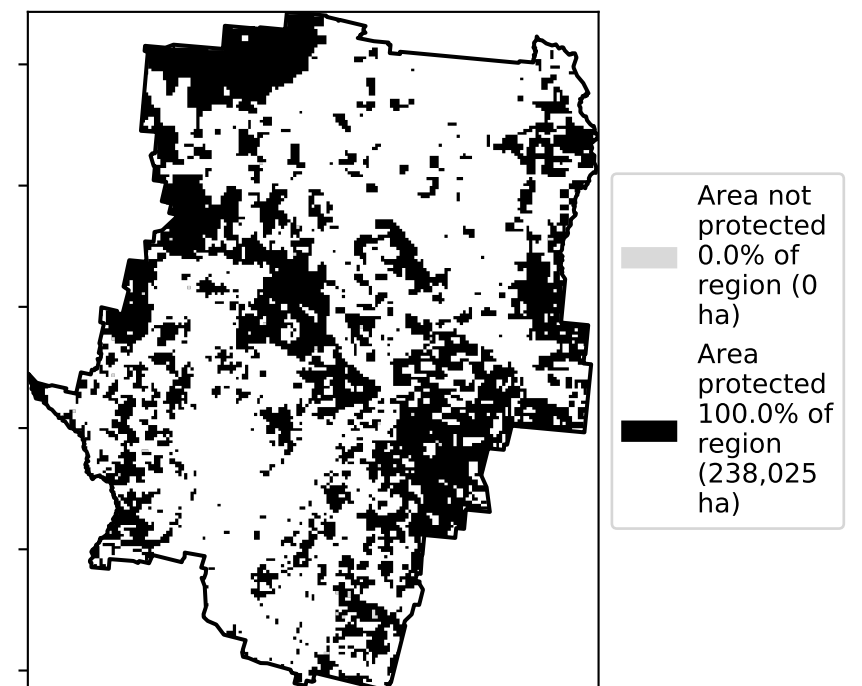 Area not
protected
0.0% of
region (0
ha)
Area
protected
100.0% of
region
(238,025
ha)